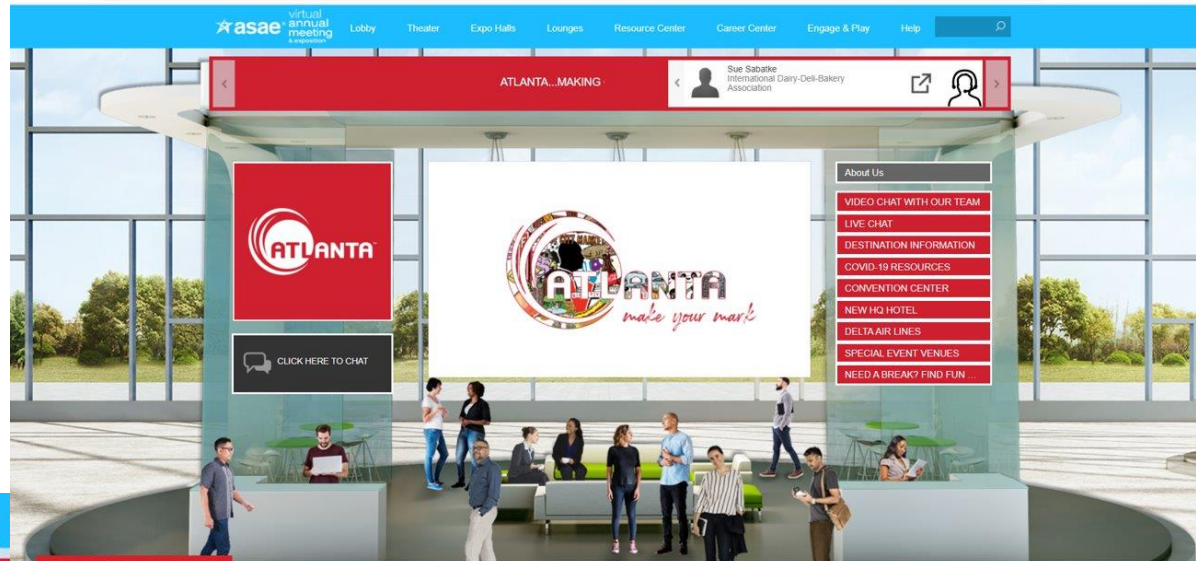 asae
virtual
annual
meeting
& exposition
Lobby
Theater
Expo Halls
Lounges
Resource Center
Career Center
Engage & Play
Help
ATLANTA...MAKING
Sue Sabatke
International Dairy-Deli-Bakery
Association
ATLANTA
CLICK HERE TO CHAT
ATLANTA
make your mark
About Us
VIDEO CHAT WITH OUR TEAM
LIVE CHAT
DESTINATION INFORMATION
COVID-19 RESOURCES
CONVENTION CENTER
NEW HQ HOTEL
DELTA AIR LINES
SPECIAL EVENT VENUES
NEED A BREAK? FIND FUN ...